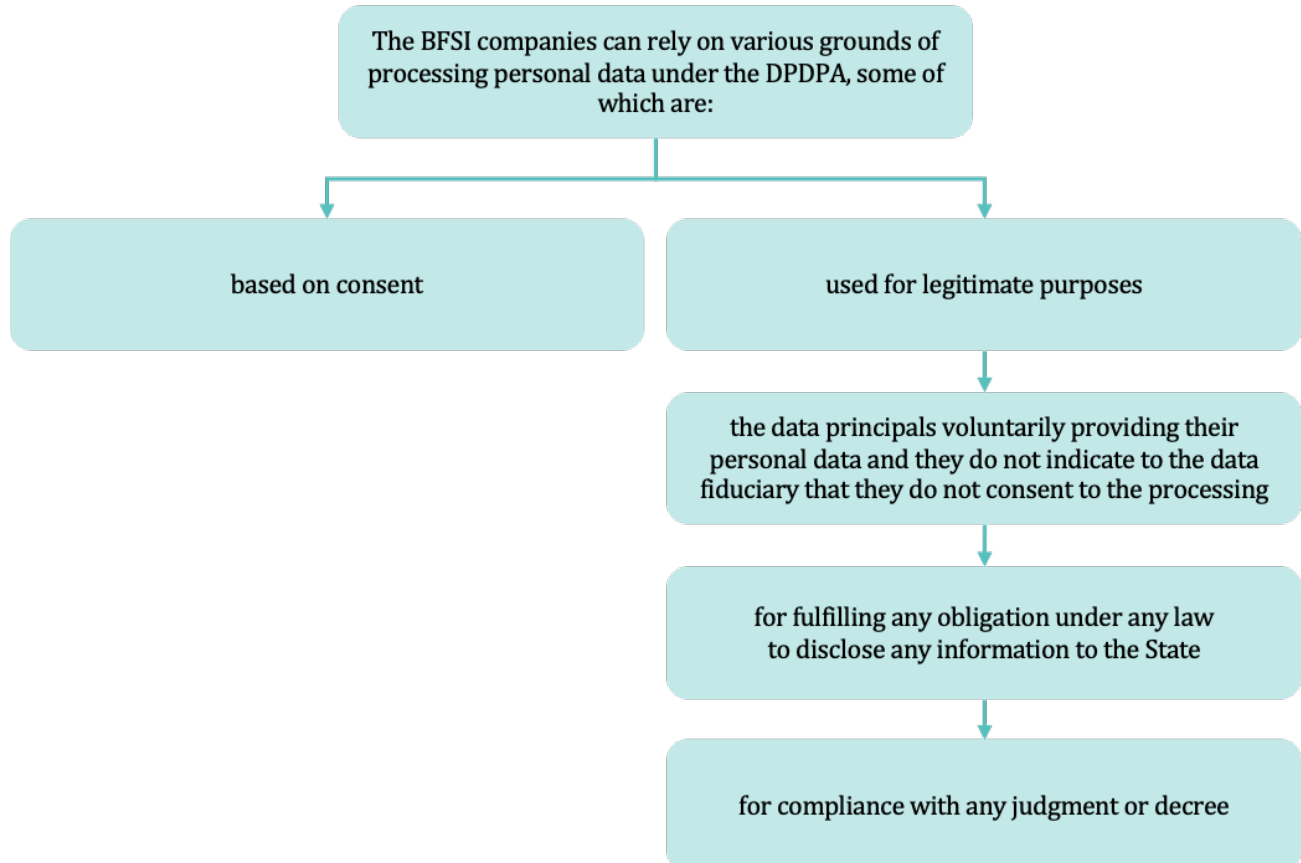 The BFSI companies can rely on various grounds of
processing personal data under the DPDPA, some of
which are:
based on consent
used for legitimate purposes
the data principals voluntarily providing their
personal data and they do not indicate to the data
fiduciary that they do not consent to the processing
for fulfilling any obligation under any law
to disclose any information to the State
for compliance with any judgment or decree